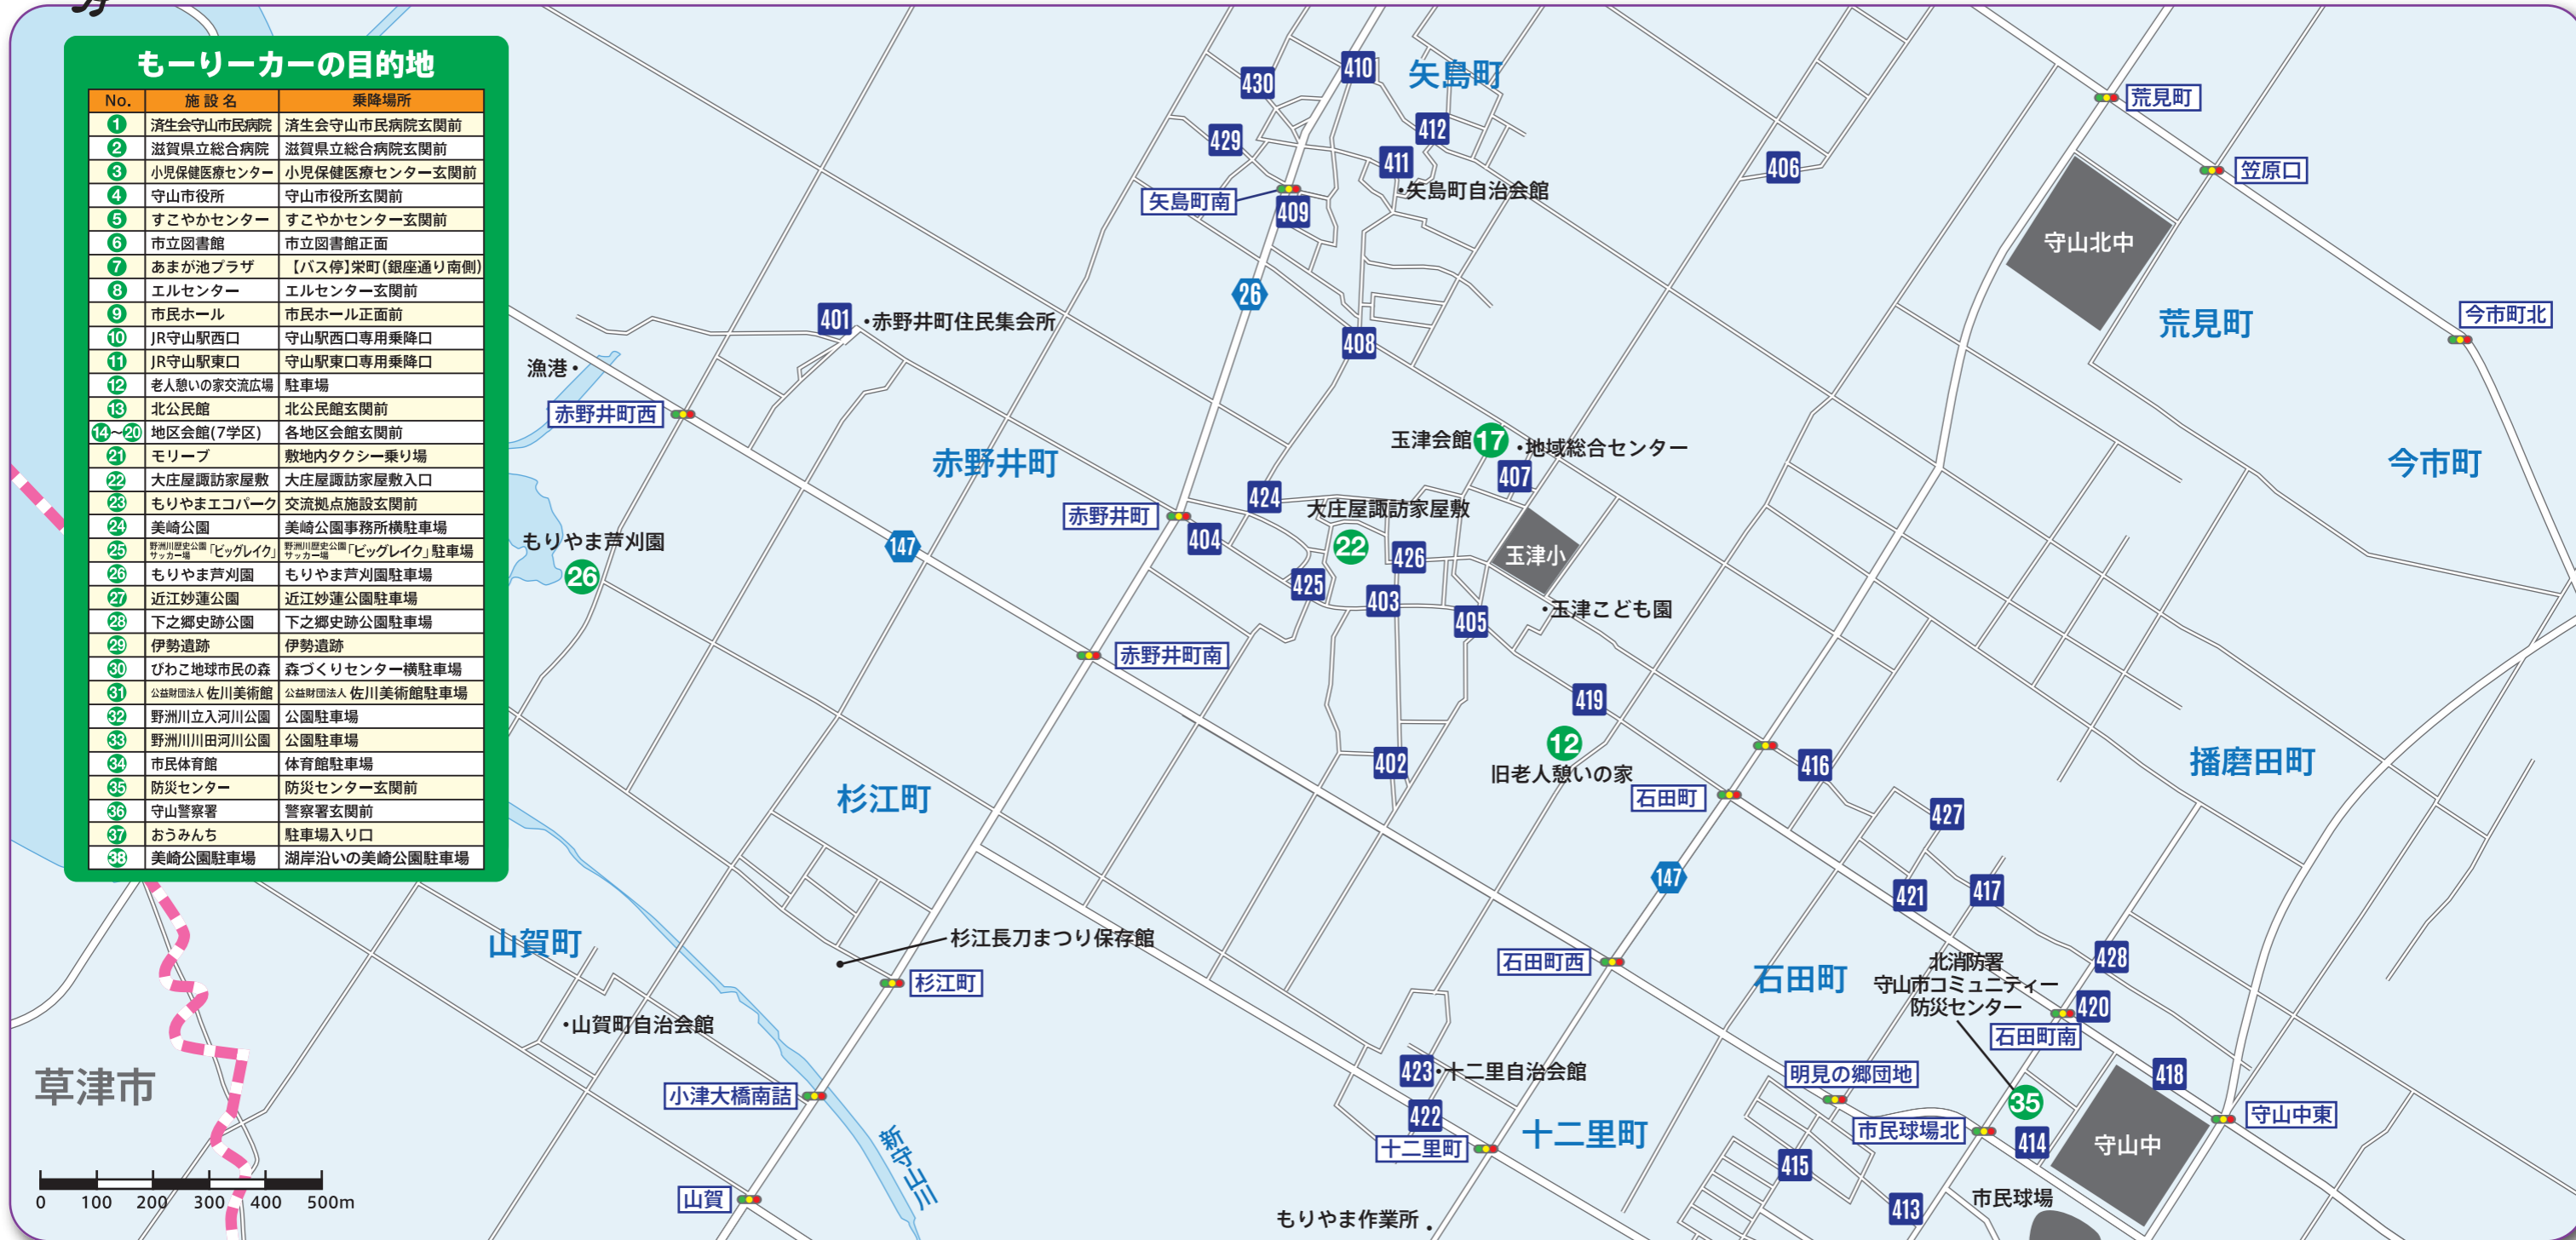 もーりーカーの目的地
No. 施設名 乗降場所
1 済生会守山市民病院 済生会守山市民病院玄関前
2 滋賀県立総合病院 滋賀県立総合病院玄関前
3 小児保健医療センター 小児保健医療センター玄関前
4 守山市役所 守山市役所玄関前
5 すこやかセンター すこやかセンター玄関前
6 市立図書館 市立図書館正面
7 あまが池プラザ 【バス停】栄町(銀座通り南側)
8 エルセンター エルセンター玄関前
9 市民ホール 市民ホール正面前
10 JR守山駅西口 守山駅西口専用乗降口
11 JR守山駅東口 守山駅東口専用乗降口
12 老人憩いの家交流広場 駐車場
13 北公民館 北公民館玄関前
14~20 地区会館(7学区) 各地区会館玄関前
21 モリーブ 敷地内タクシー乗り場
22 大庄屋諏訪家屋敷 大庄屋諏訪家屋敷入口
23 もりやまエコパーク 交流拠点施設玄関前
24 美崎公園 美崎公園事務所横駐車場
25 野洲川歴史公園サッカー場「ビッグレイク」 野洲川歴史公園サッカー場「ビッグレイク」駐車場
26 もりやま芦刈園 もりやま芦刈園駐車場
27 近江妙蓮公園 近江妙蓮公園駐車場
28 下之郷史跡公園 下之郷史跡公園駐車場
29 伊勢遺跡 伊勢遺跡
30 びわこ地球市民の森 森づくりセンター横駐車場
31 公益財団法人 佐川美術館 公益財団法人 佐川美術館駐車場
32 野洲川立入河川公園 公園駐車場
33 野洲川川田河川公園 公園駐車場
34 市民体育館 体育館駐車場
35 防災センター 防災センター玄関前
36 守山警察署 警察署玄関前
37 おうみんち 駐車場入り口
38 美崎公園駐車場 湖岸沿いの美崎公園駐車場
430
410
矢島町
412
429
411
・矢島町自治会館
矢島町南
409
406
荒見町
笠原口
守山北中
荒見町
今市町北
今市町
26
401
・赤野井町住民集会所
408
漁港・
赤野井町西
赤野井町
玉津会館 17
・地域総合センター
407
424
大庄屋諏訪家屋敷
22
赤野井町
404
426
玉津小
147
もりやま芦刈園
26
425
403
405
・玉津こども園
赤野井町南
419
12
旧老人憩いの家
402
416
石田町
427
播磨田町
杉江町
147
421
417
杉江長刀まつり保存館
山賀町
杉江町
石田町西
石田町
428
北消防署
守山市コミュニティー
防災センター
420
石田町南
・山賀町自治会館
423
・十二里自治会館
明見の郷団地
418
草津市
小津大橋南詰
422
十二里町
十二里町
35
市民球場北
414
守山中
守山中東
新守山川
415
413
市民球場
山賀
もりやま作業所・
0 100 200 300 400 500m